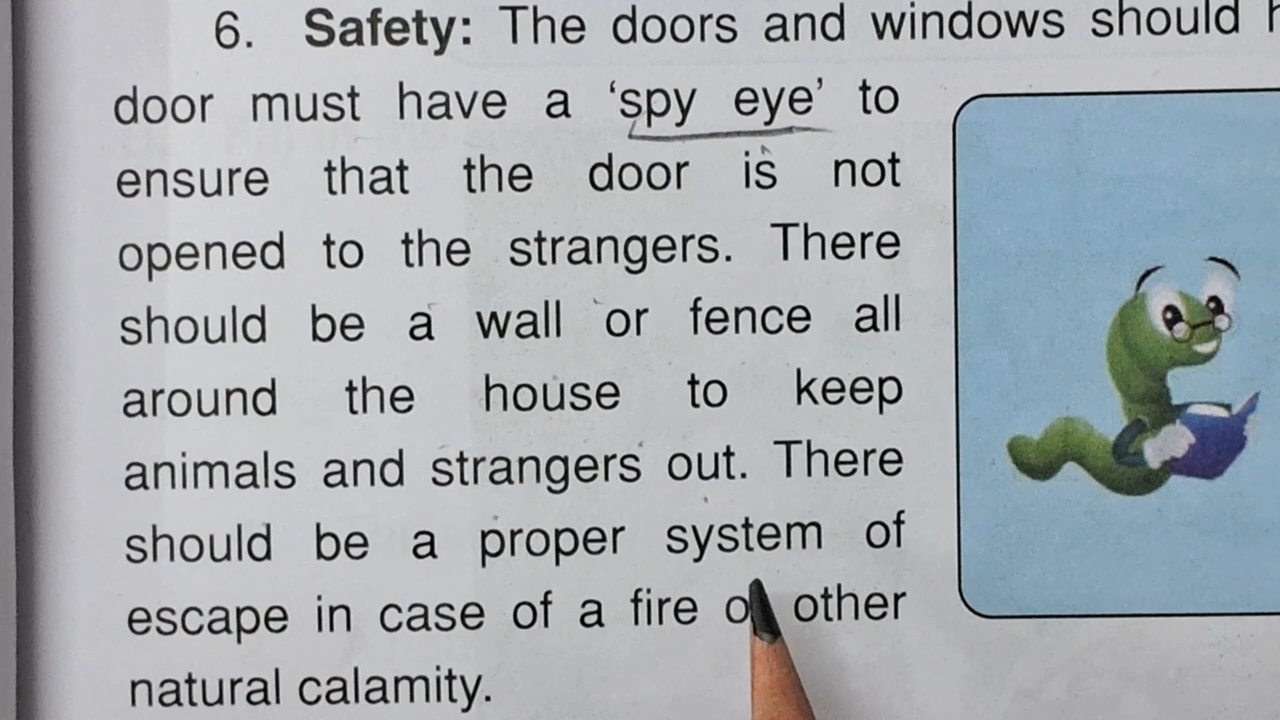 6. Safety: The doors and windows should
door must have a ‘spy eye’ to
ensure that the door is not
opened to the strangers. There
should be a wall or fence all
around the house to keep
animals and strangers out. There
should be a proper system of
escape in case of a fire or other
natural calamity.